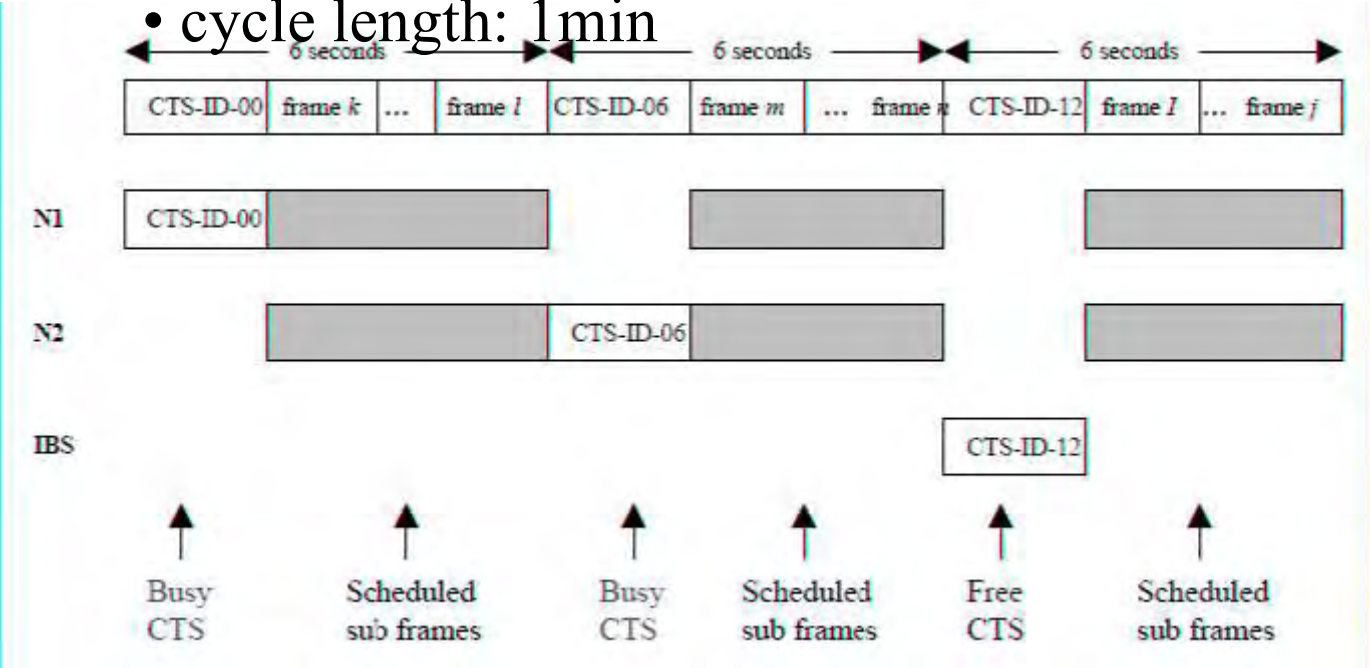 • cycle length: 1min
6 seconds 6 seconds 6 seconds
CTS-ID-00 frame k ... frame l CTS-ID-06 frame m ... frame n CTS-ID-12 frame I ... frame j
N1 CTS-ID-00
N2 CTS-ID-06
IBS CTS-ID-12
Busy Scheduled Busy Scheduled Free Scheduled
CTS sub frames CTS sub frames CTS sub frames